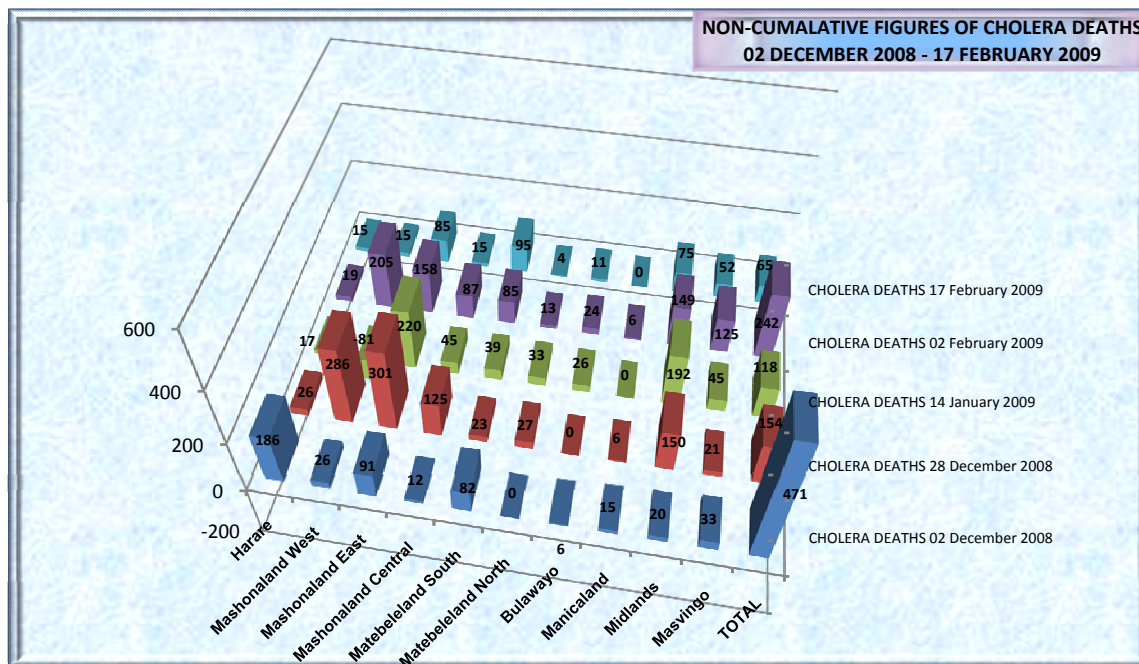 NON-CUMALATIVE FIGURES OF CHOLERA DEATHS
02 DECEMBER 2008 - 17 FEBRUARY 2009
15 15 85 15 95 4 11 0 75 52 65
CHOLERA DEATHS 17 February 2009
19 205 158 87 85 13 24 6 149 125 242
CHOLERA DEATHS 02 February 2009
17 -81 220 45 39 33 26 0 192 45 118
CHOLERA DEATHS 14 January 2009
26 286 301 125 23 27 0 6 150 21 154
CHOLERA DEATHS 28 December 2008
186 26 91 12 82 0 6 15 20 33 471
CHOLERA DEATHS 02 December 2008
600
400
200
0
-200
Harare
Mashonaland West
Mashonaland East
Mashonaland Central
Matebeleland South
Matebeleland North
Bulawayo
Manicaland
Midlands
Masvingo
TOTAL